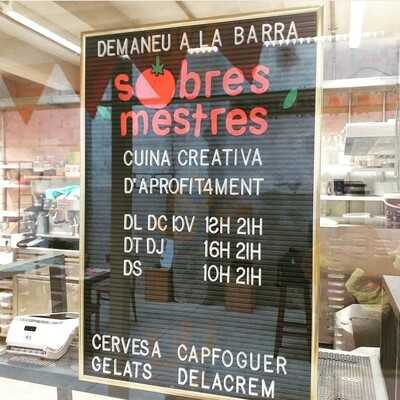 DEMANEU A LA BARRA...
sobres
mestres
CUINA CREATIVA
D'APROFIT4MENT
DL DC DV 12H 21H
DT DJ 16H 21H
DS 10H 21H
CERVESA CAPFOGUER
GELATS DELACREM